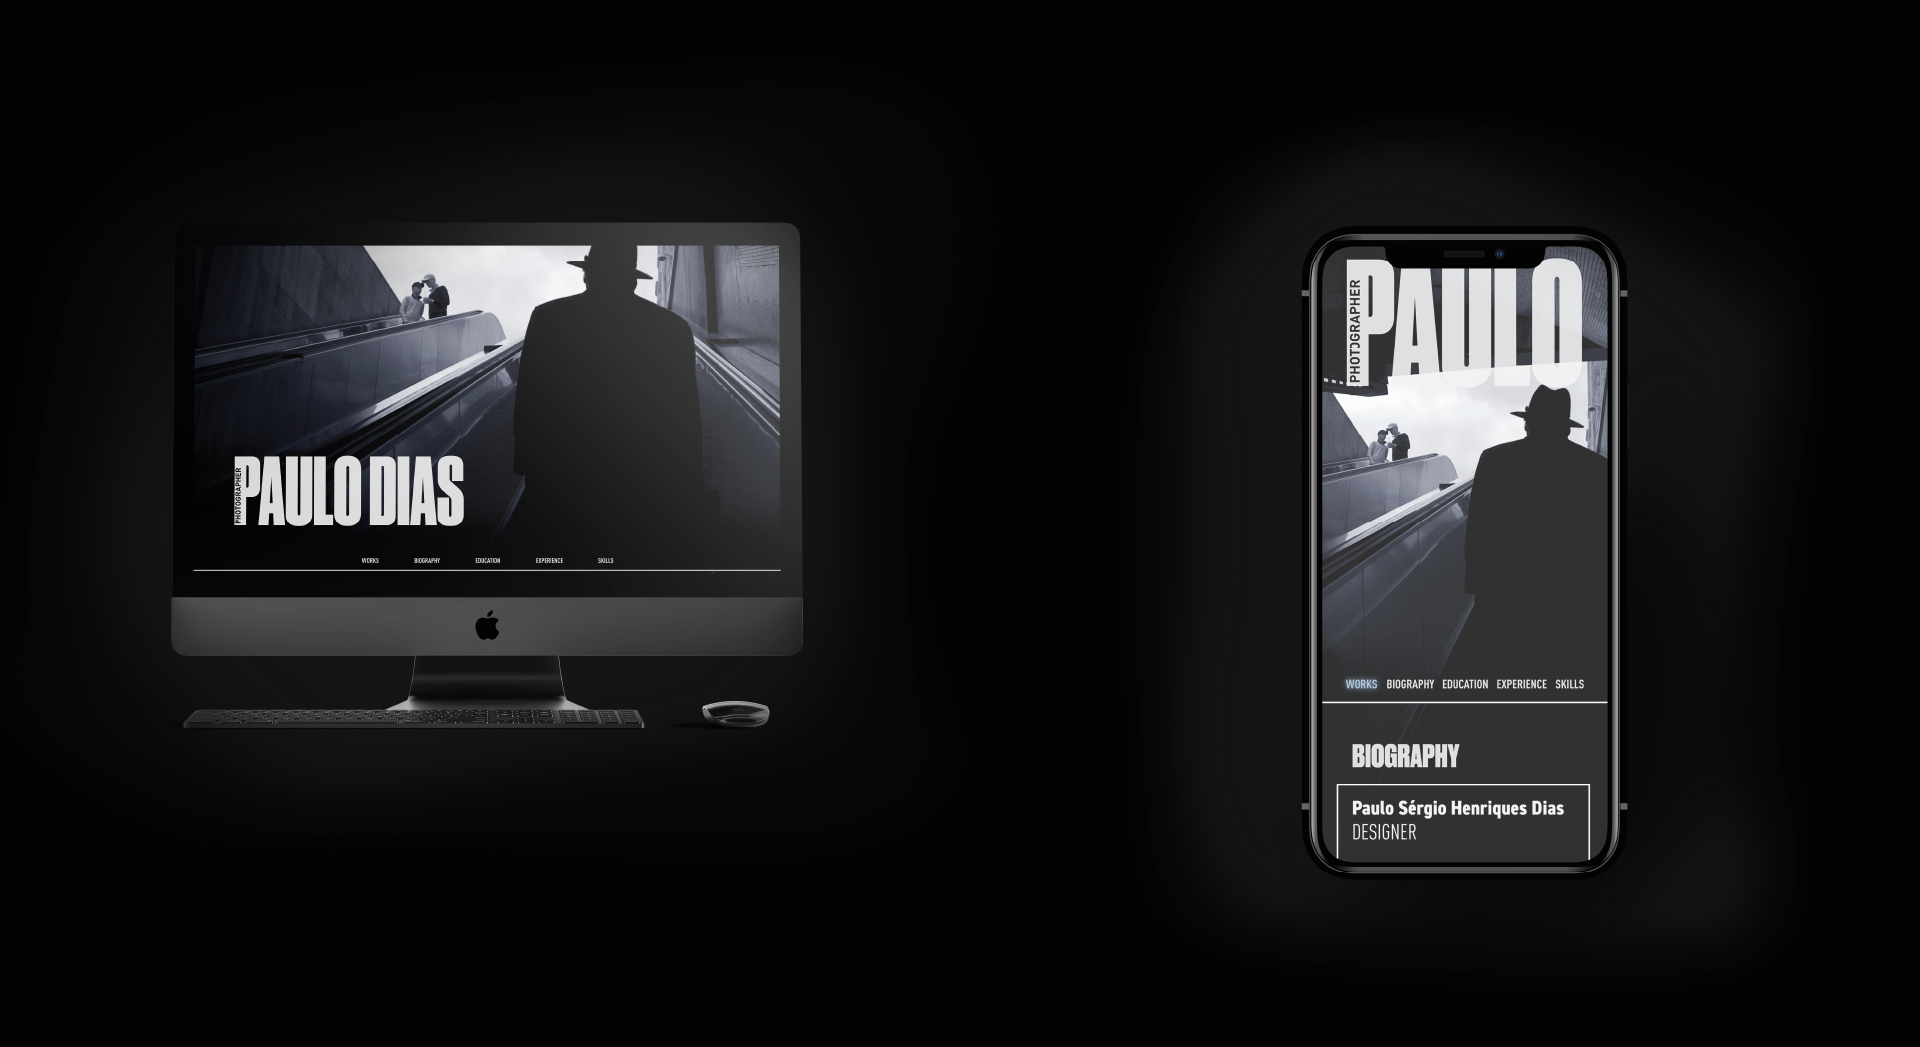 PHOTOGRAPHER
PAULO DIAS
WORKS BIOGRAPHY EDUCATION EXPERIENCE SKILLS
PHOTOGRAPHER
PAULO
WORKS BIOGRAPHY EDUCATION EXPERIENCE SKILLS
BIOGRAPHY
Paulo Sérgio Henriques Dias
DESIGNER